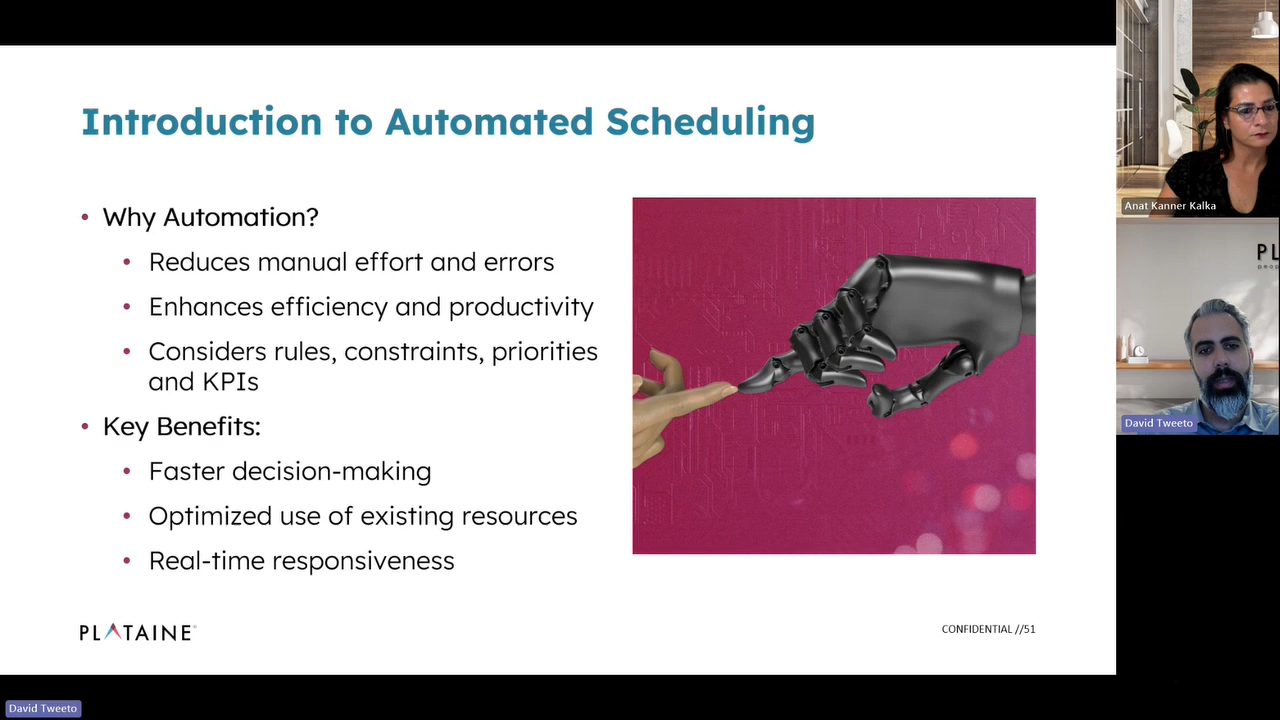 Introduction to Automated Scheduling
• Why Automation?
• Reduces manual effort and errors
• Enhances efficiency and productivity
• Considers rules, constraints, priorities
and KPIs
• Key Benefits:
• Faster decision-making
• Optimized use of existing resources
• Real-time responsiveness
PLATAINE
CONFIDENTIAL //51
Anat Kanner Kalka
PL
David Tweeto
David Tweeto